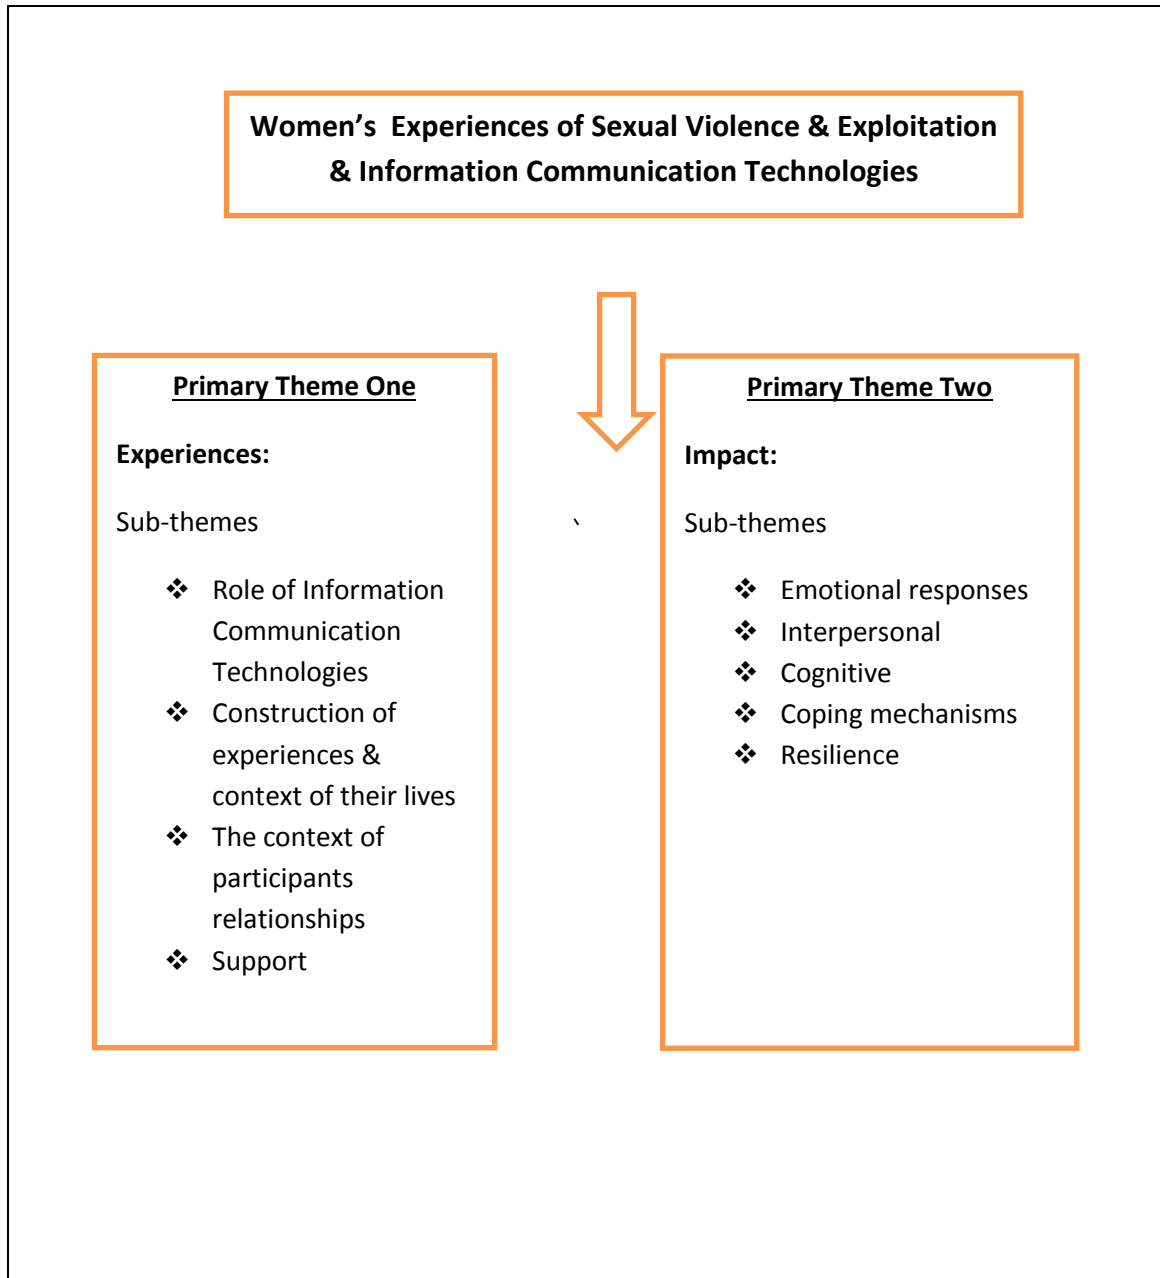 Women's  Experiences of Sexual Violence & Exploitation
& Information Communication Technologies
Primary Theme One
Experiences:
Sub-themes
❖ Role of Information
Communication
Technologies
❖ Construction of
experiences &
context of their lives
❖ The context of
participants
relationships
❖ Support
`
Primary Theme Two
Impact:
Sub-themes
❖ Emotional responses
❖ Interpersonal
❖ Cognitive
❖ Coping mechanisms
❖ Resilience